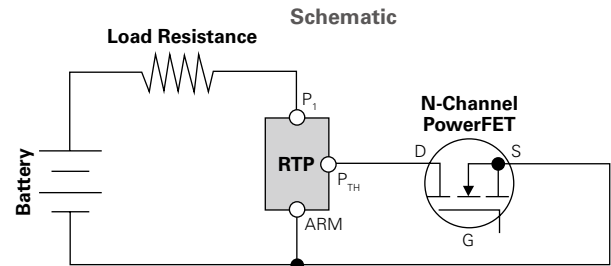 Schematic
Load Resistance
P1
N-Channel
PowerFET
RTP
D
S
PTH
Battery
ARM
G